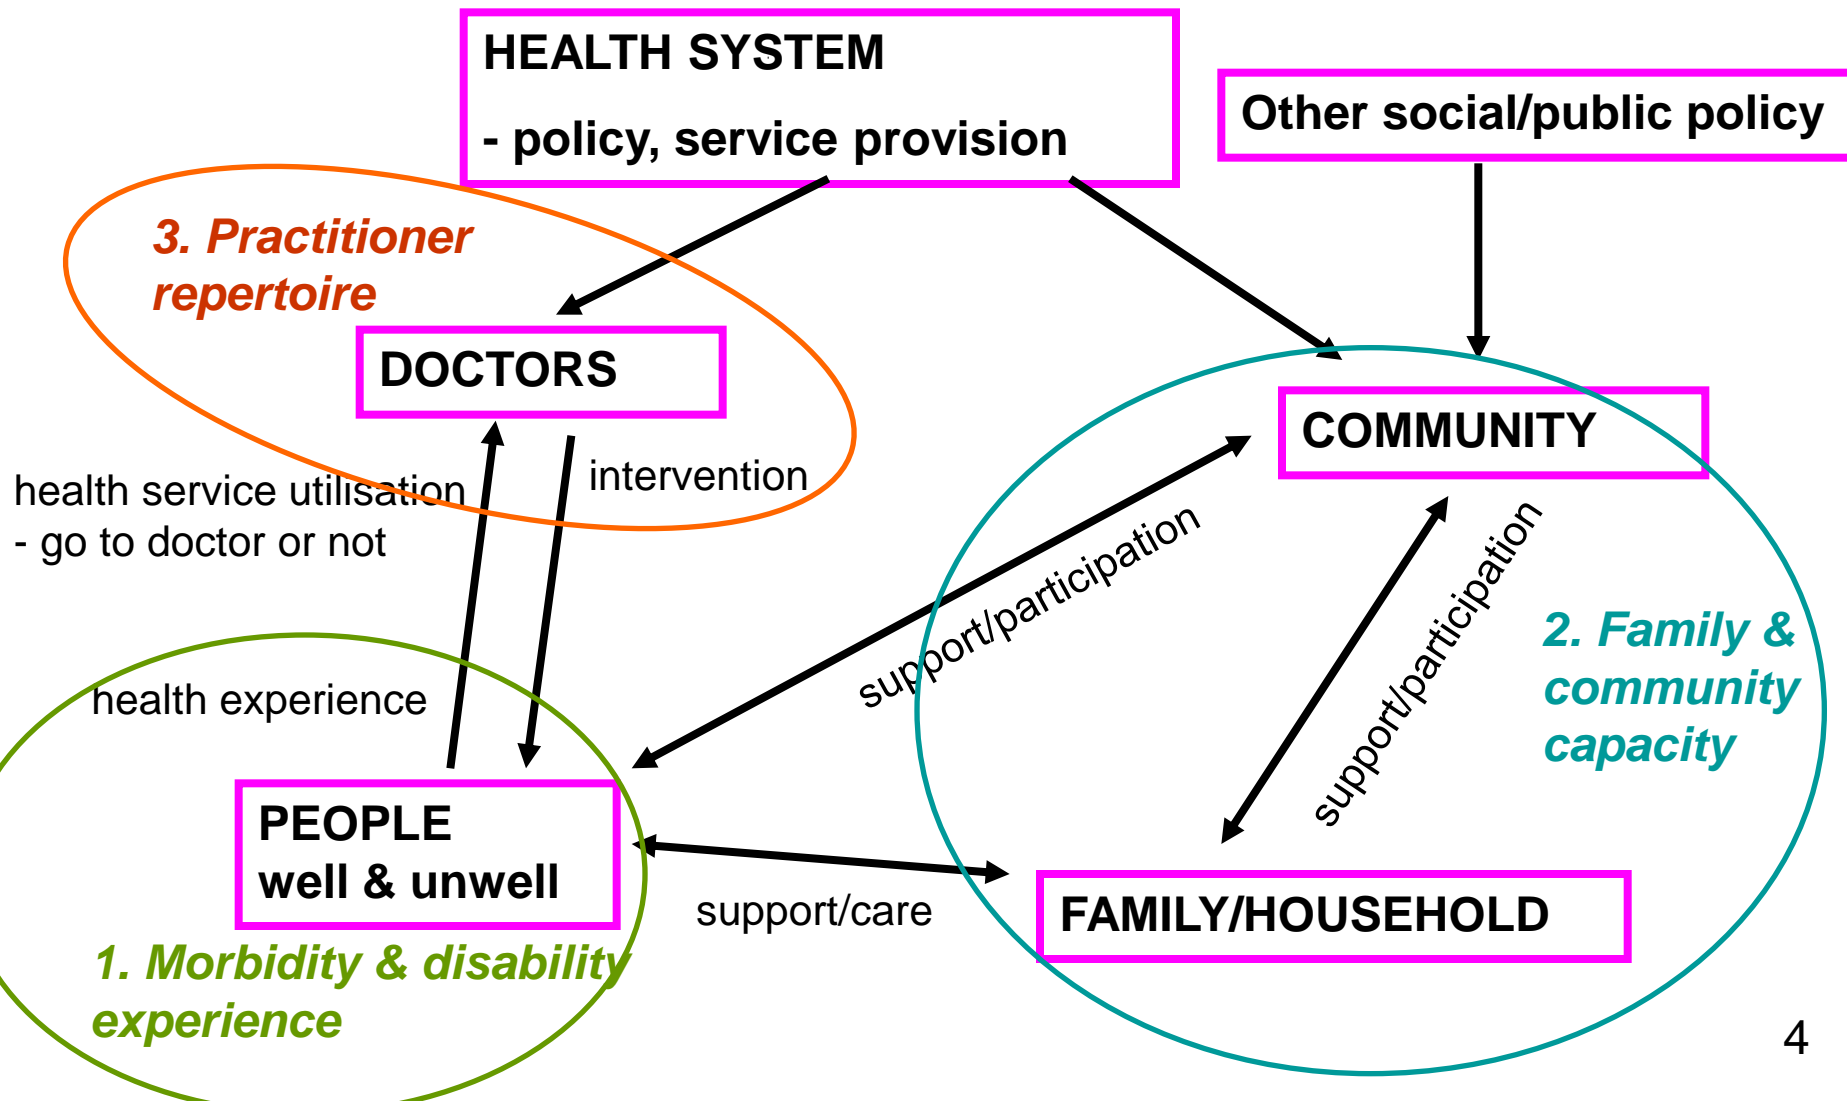 HEALTH SYSTEM
- policy, service provision
Other social/public policy
3. Practitioner
repertoire
DOCTORS
COMMUNITY
health service utilisation
- go to doctor or not
intervention
support/participation
support/participation
2. Family &
community
capacity
health experience
PEOPLE
well & unwell
support/care
FAMILY/HOUSEHOLD
1. Morbidity & disability
experience
4